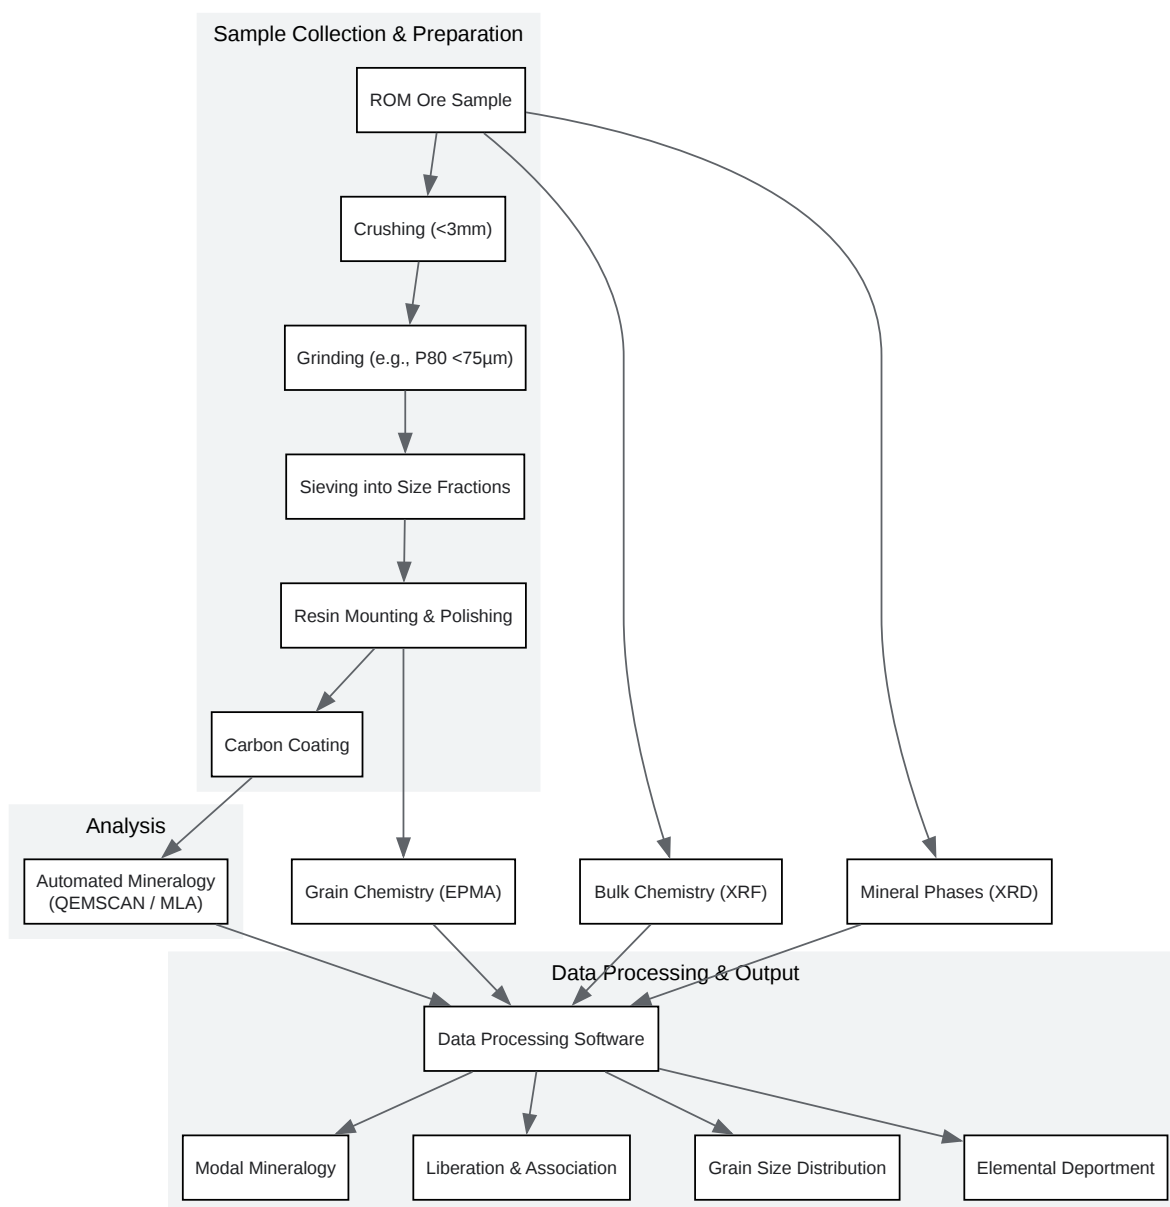 Sample Collection & Preparation
ROM Ore Sample
Crushing (<3mm)
Grinding (e.g., P80 <75µm)
Sieving into Size Fractions
Resin Mounting & Polishing
Carbon Coating
Analysis
Automated Mineralogy
(QEMSCAN / MLA)
Grain Chemistry (EPMA)
Bulk Chemistry (XRF)
Mineral Phases (XRD)
Data Processing & Output
Data Processing Software
Modal Mineralogy
Liberation & Association
Grain Size Distribution
Elemental Deportment